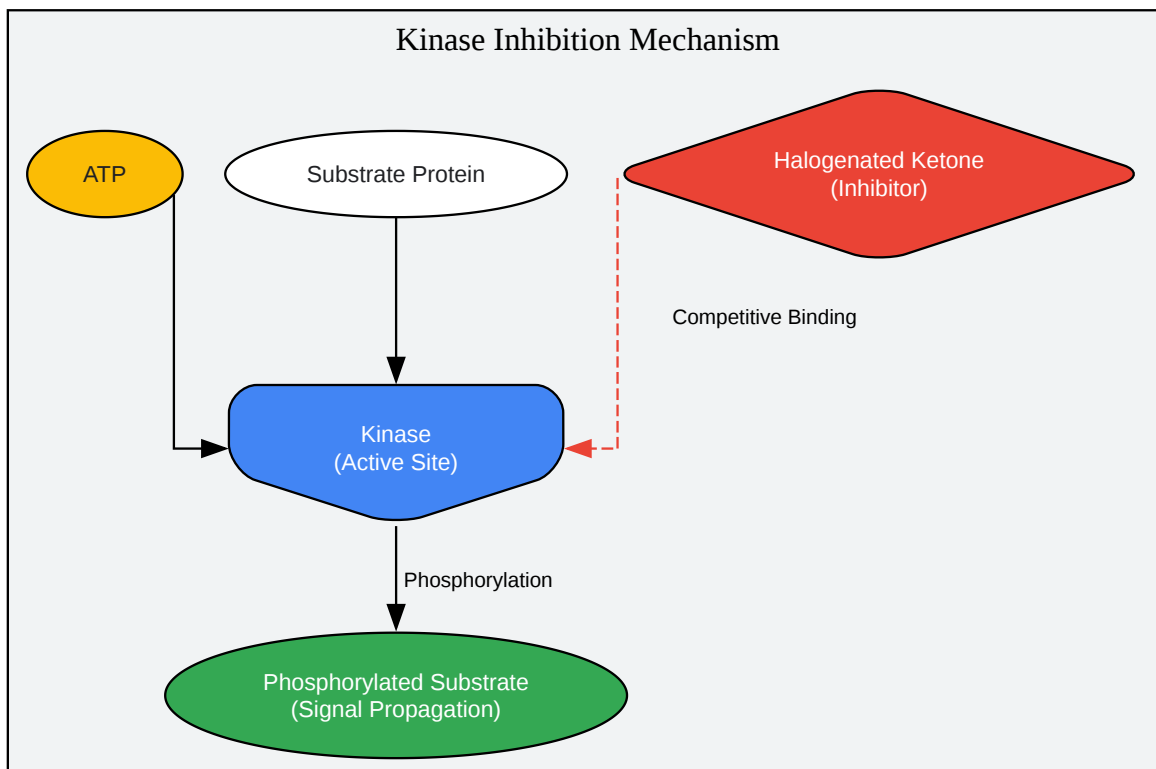 Kinase Inhibition Mechanism
ATP
Substrate Protein
Halogenated Ketone
(Inhibitor)
Competitive Binding
Kinase
(Active Site)
Phosphorylation
Phosphorylated Substrate
(Signal Propagation)